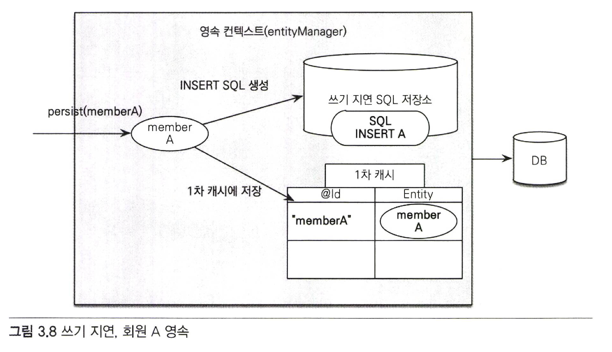 영속 컨텍스트(entityManager)
INSERT SQL 생성
쓰기 지연 SQL 저장소
persist(memberA)
SQL
INSERT A
member
A
DB
1차 캐시
1차 캐시에 저장
@Id
Entity
"memberA"
member
A
그림 3.8 쓰기 지연, 회원 A 영속